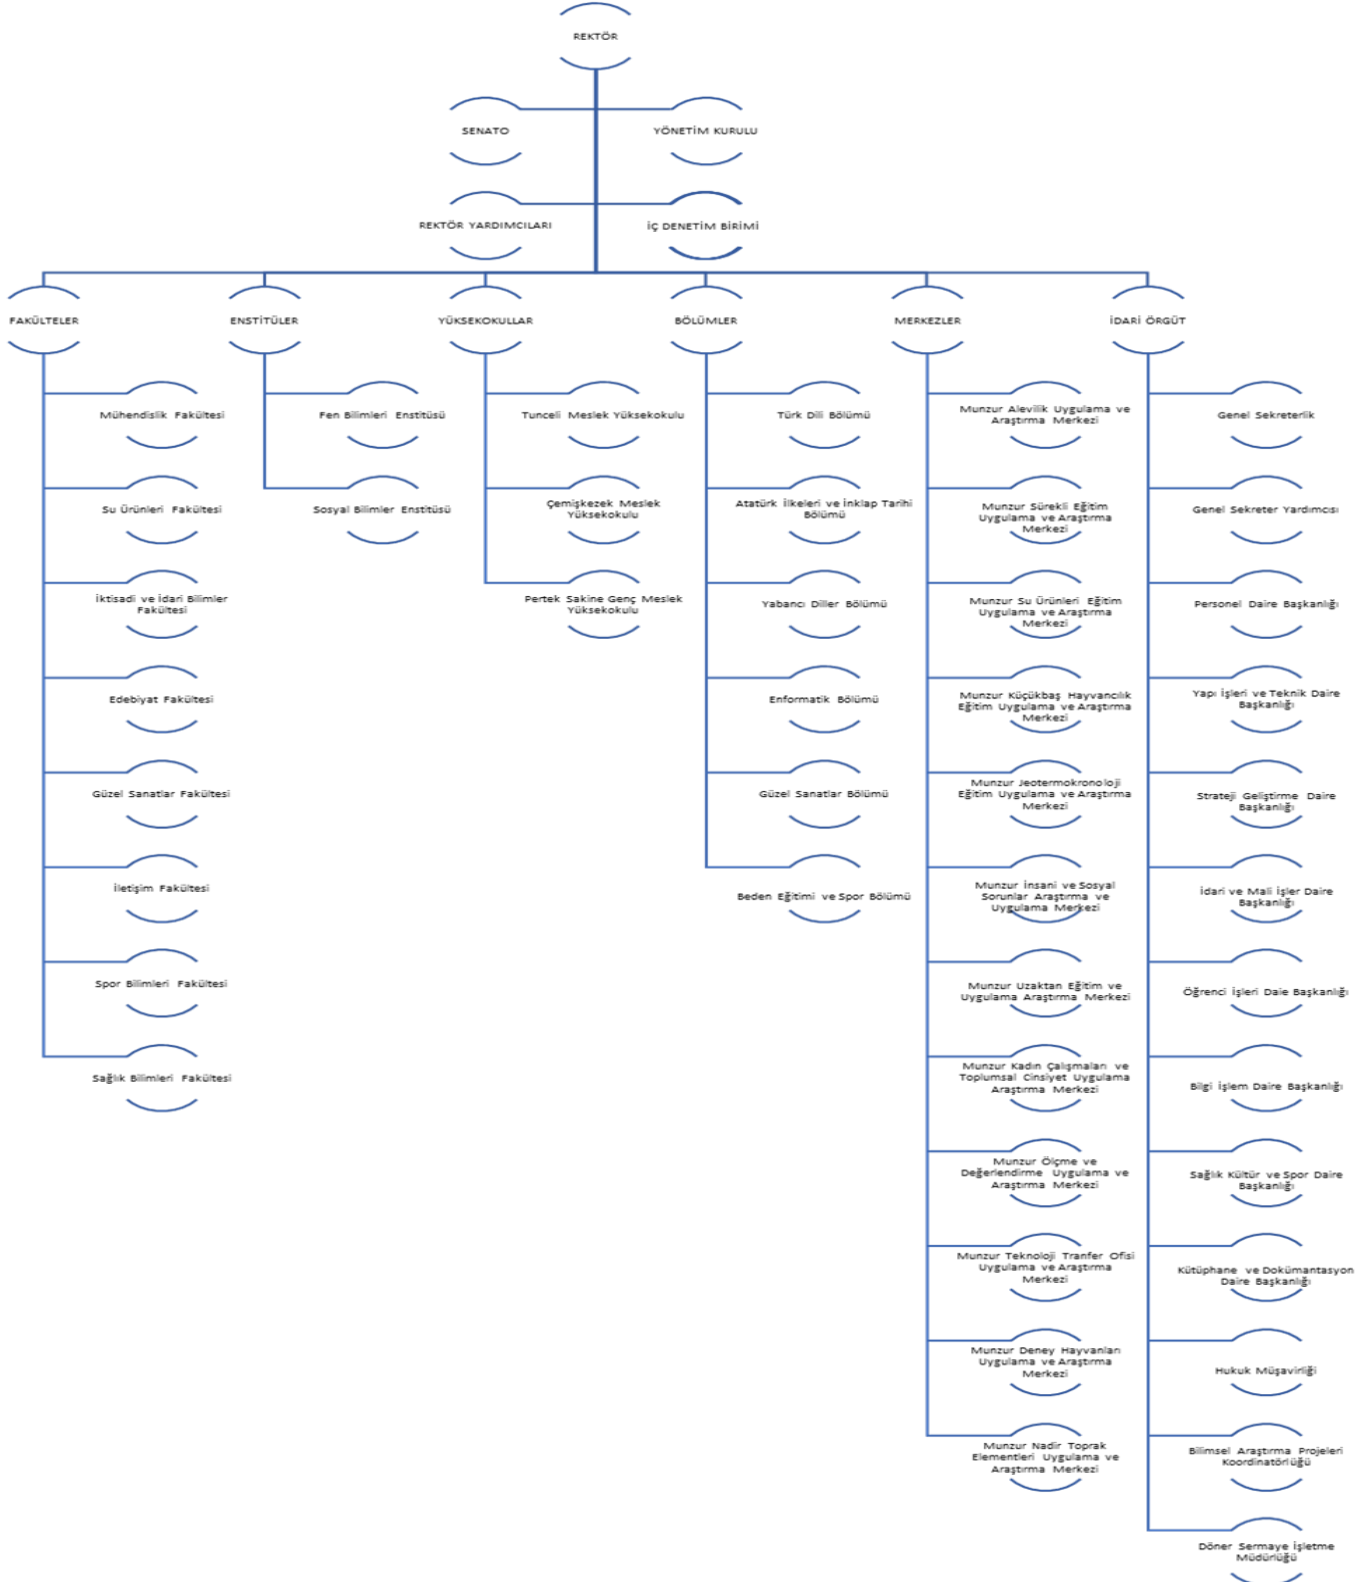 REKTÖR
SENATO
YÖNETİM KURULU
REKTÖR YARDIMCILARI
İÇ DENETİM BİRİMİ
FAKÜLTELER
ENSTİTÜLER
YÜKSEKOKULLAR
BÖLÜMLER
MERKEZLER
İDARİ ÖRGÜT
Mühendislik Fakültesi
Su Ürünleri Fakültesi
İktisadi ve İdari Bilimler
Fakültesi
Edebiyat Fakültesi
Güzel Sanatlar Fakültesi
İletişim Fakültesi
Spor Bilimleri Fakültesi
Sağlık Bilimleri Fakültesi
Fen Bilimleri Enstitüsü
Sosyal Bilimler Enstitüsü
Tunceli Meslek Yüksekokulu
Çemişkezek Meslek
Yüksekokulu
Pertek Sakine Genç Meslek
Yüksekokulu
Türk Dili Bölümü
Atatürk İlkeleri ve İnklap Tarihi
Bölümü
Yabancı Diller Bölümü
Enformatik Bölümü
Güzel Sanatlar Bölümü
Beden Eğitimi ve Spor Bölümü
Munzur Alevilik Uygulama ve
Araştırma Merkezi
Munzur Sürekli Eğitim
Uygulama ve Araştırma
Merkezi
Munzur Su Ürünleri Eğitim
Uygulama ve Araştırma
Merkezi
Munzur Küçükbaş Hayvancılık
Eğitim Uygulama ve Araştırma
Merkezi
Munzur Jeotermokronoloji
Eğitim Uygulama ve Araştırma
Merkezi
Munzur İnsani ve Sosyal
Sorunlar Araştırma ve
Uygulama Merkezi
Munzur Uzaktan Eğitim ve
Uygulama Araştırma Merkezi
Munzur Kadın Çalışmaları ve
Toplumsal Cinsiyet Uygulama
Araştırma Merkezi
Munzur Ölçme ve
Değerlendirme Uygulama ve
Araştırma Merkezi
Munzur Teknoloji Tranfer Ofisi
Uygulama ve Araştırma
Merkezi
Munzur Deney Hayvanları
Uygulama ve Araştırma
Merkezi
Munzur Nadir Toprak
Elementleri Uygulama ve
Araştırma Merkezi
Genel Sekreterlik
Genel Sekreter Yardımcısı
Personel Daire Başkanlığı
Yapı İşleri ve Teknik Daire
Başkanlığı
Strateji Geliştirme Daire
Başkanlığı
İdari ve Mali İşler Daire
Başkanlığı
Öğrenci İşleri Daie Başkanlığı
Bilgi İşlem Daire Başkanlığı
Sağlık Kültür ve Spor Daire
Başkanlığı
Kütüphane ve Dokümantasyon
Daire Başkanlığı
Hukuk Müşavirliği
Bilimsel Araştırma Projeleri
Koordinatörlüğü
Döner Sermaye İşletme
Müdürlüğü